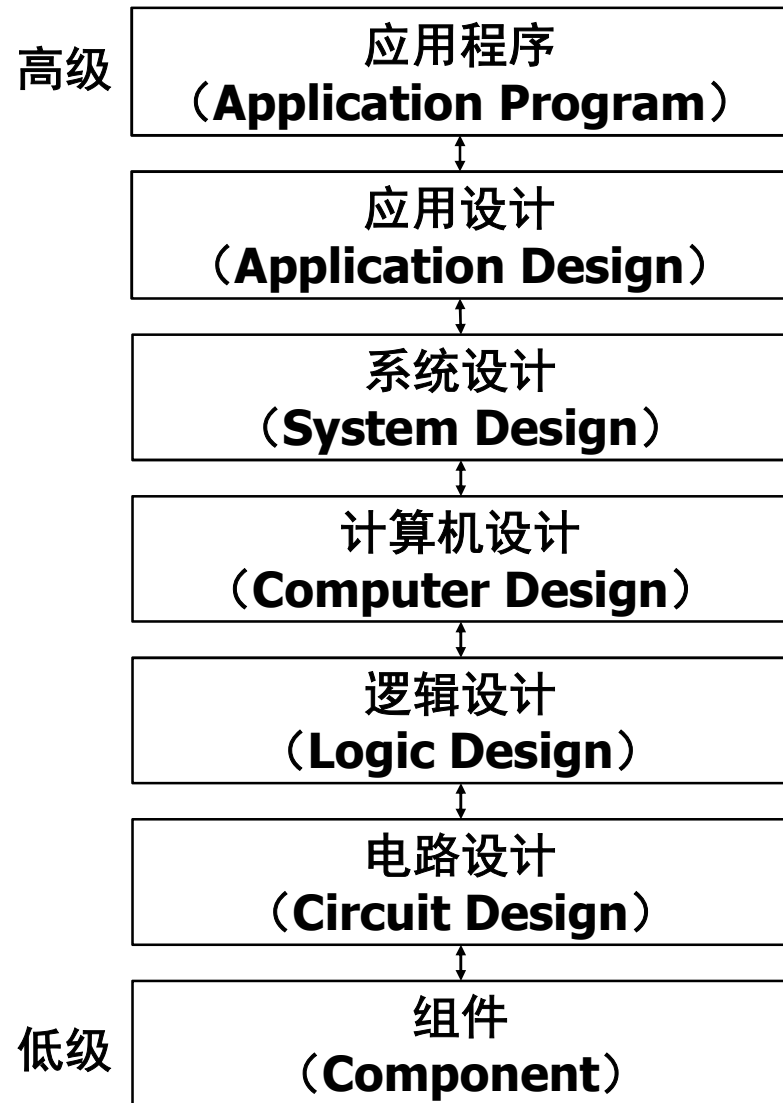 高级
应用程序
（Application Program）
应用设计
（Application Design）
系统设计
（System Design）
计算机设计
（Computer Design）
逻辑设计
（Logic Design）
电路设计
（Circuit Design）
低级
组件
（Component）